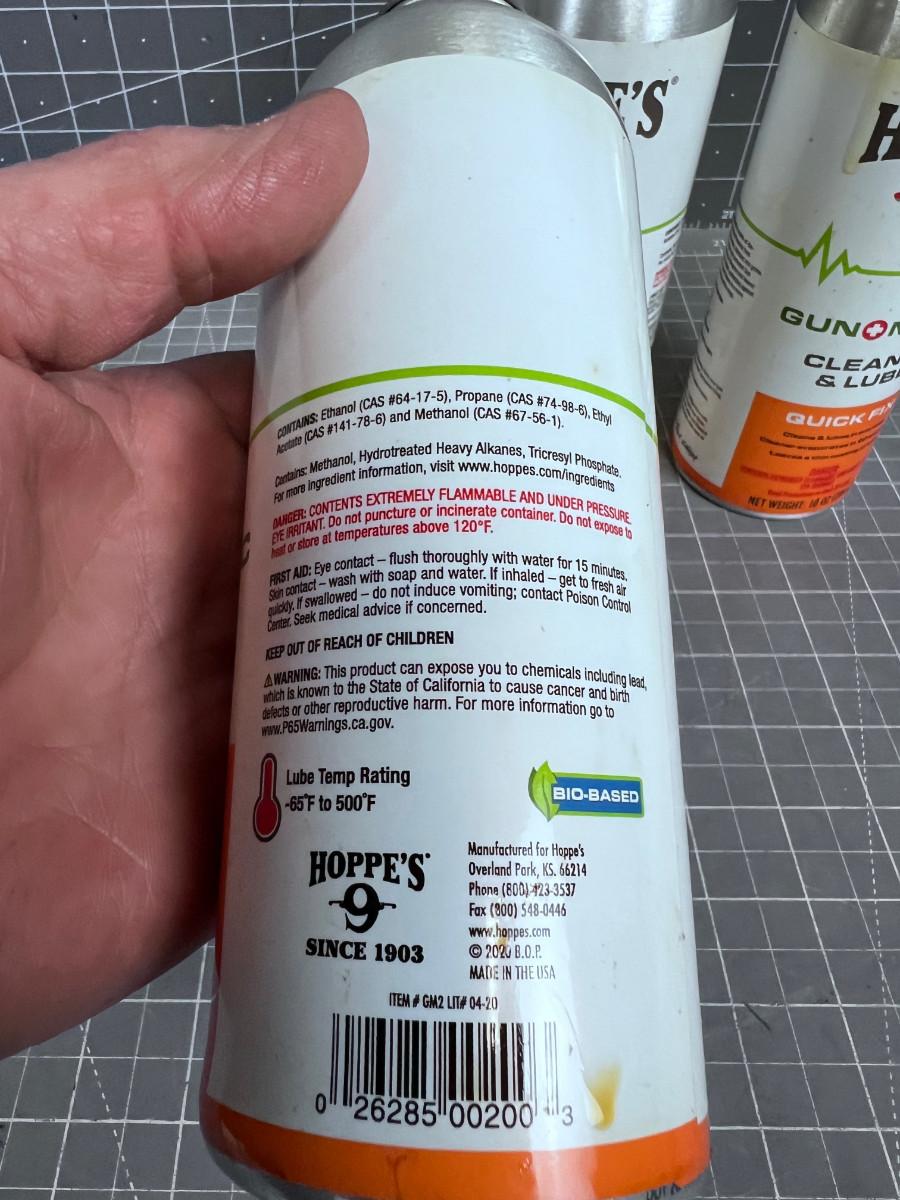 CONTAINS: Ethanol (CAS #64-17-5), Propane (CAS #74-98-6), Ethyl
Acetate (CAS #141-78-6) and Methanol (CAS #67-56-1).
Contains: Methanol, Hydrotreated Heavy Alkanes, Tricresyl Phosphate.
For more ingredient information, visit www.hoppes.com/ingredients
DANGER: CONTENTS EXTREMELY FLAMMABLE AND UNDER PRESSURE.
EYE IRRITANT. Do not puncture or incinerate container. Do not expose to
heat or store at temperatures above 120°F.
FIRST AID: Eye contact – flush thoroughly with water for 15 minutes.
Skin contact – wash with soap and water. If inhaled – get to fresh air
quickly. If swallowed – do not induce vomiting; contact Poison Control
Center. Seek medical advice if concerned.
KEEP OUT OF REACH OF CHILDREN
⚠WARNING: This product can expose you to chemicals including lead,
which is known to the State of California to cause cancer and birth
defects or other reproductive harm. For more information go to
www.P65Warnings.ca.gov.
Lube Temp Rating
-65°F to 500°F
BIO-BASED
HOPPE'S
9
SINCE 1903
Manufactured for Hoppe's
Overland Park, KS. 66214
Phone (800) 423-3537
Fax (800) 548-0446
www.hoppes.com
© 2020 B.O.P.
MADE IN THE USA
ITEM # GM2 LIT# 04-20
0 26285 00200 3
E'S®
H
GUN
CLEAN
& LUB
QUICK FIX
NET WEIGHT 10 OZ